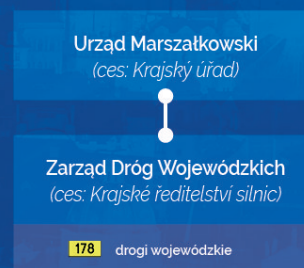 Urząd Marszałkowski
(ces: Krajský úřad)
Zarząd Dróg Wojewódzkich
(ces: Krajské ředitelství silnic)
178 drogi wojewódzkie